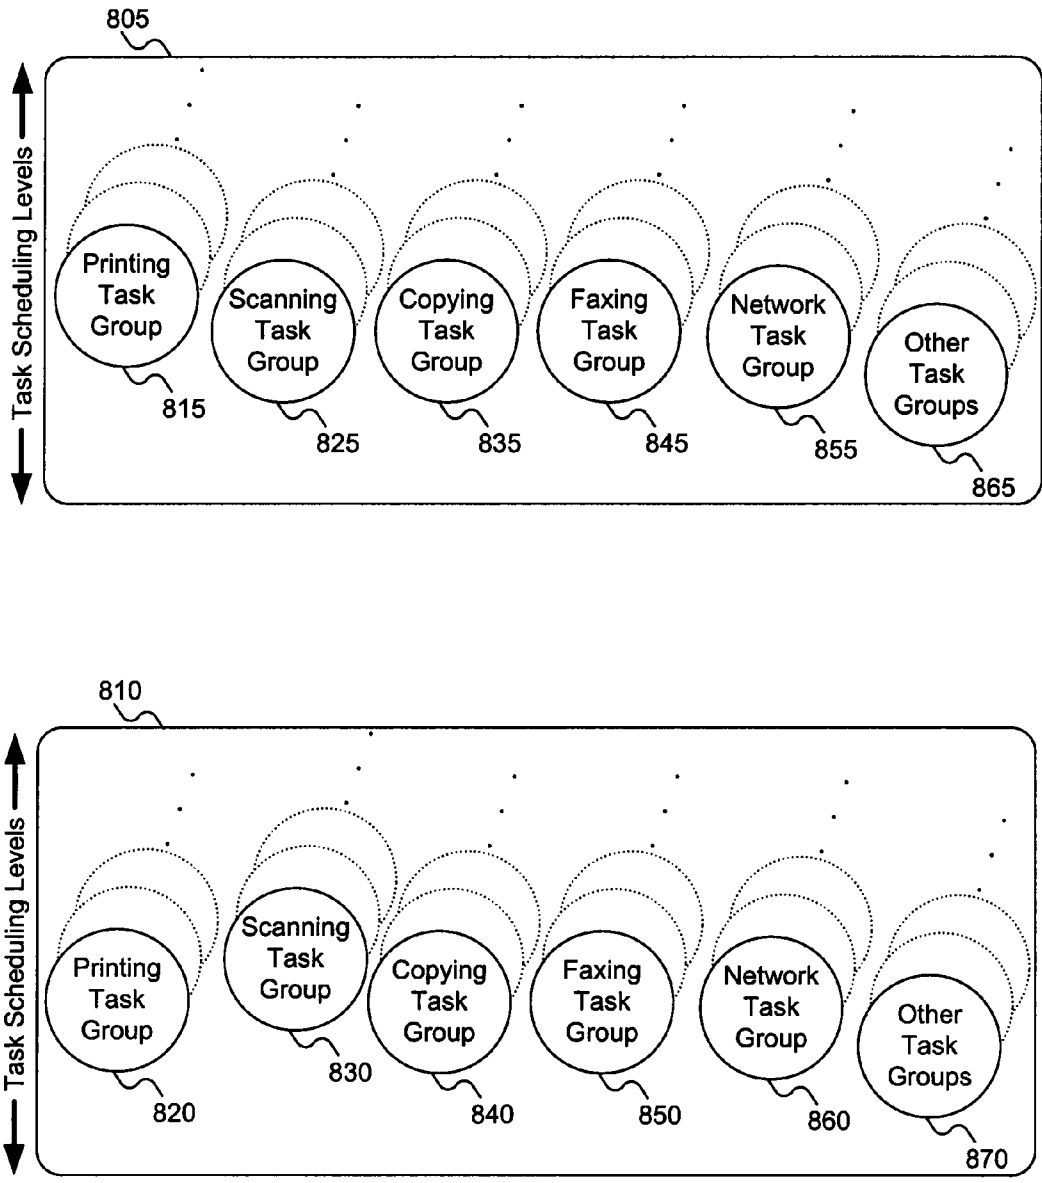 805
Task Scheduling Levels
Printing
Task
Group
815
Scanning
Task
Group
825
Copying
Task
Group
835
Faxing
Task
Group
845
Network
Task
Group
855
Other
Task
Groups
865
810
Task Scheduling Levels
Printing
Task
Group
820
Scanning
Task
Group
830
Copying
Task
Group
840
Faxing
Task
Group
850
Network
Task
Group
860
Other
Task
Groups
870